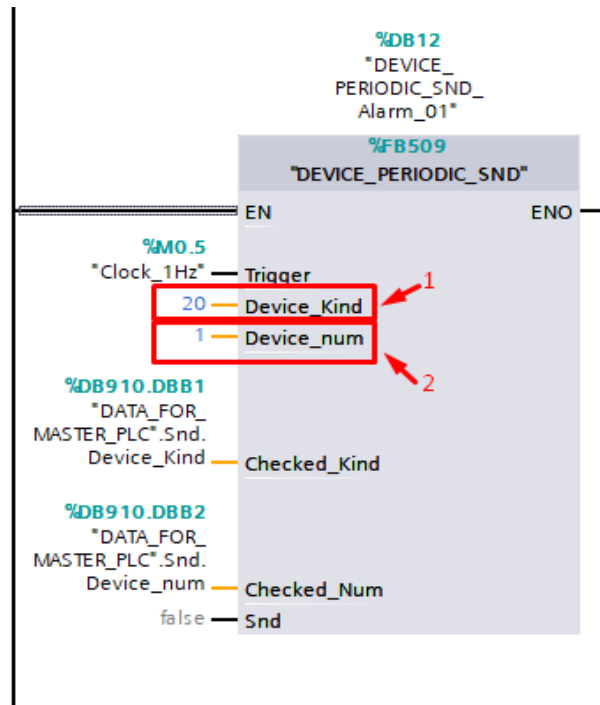 %DB12
"DEVICE_
PERIODIC_SND_
Alarm_01"
%FB509
"DEVICE_PERIODIC_SND"
EN ENO
%M0.5
"Clock_1Hz" Trigger
20 Device_Kind 1
1 Device_num 2
%DB910.DBB1
"DATA_FOR_
MASTER_PLC".Snd.
Device_Kind Checked_Kind
%DB910.DBB2
"DATA_FOR_
MASTER_PLC".Snd.
Device_num Checked_Num
false Snd